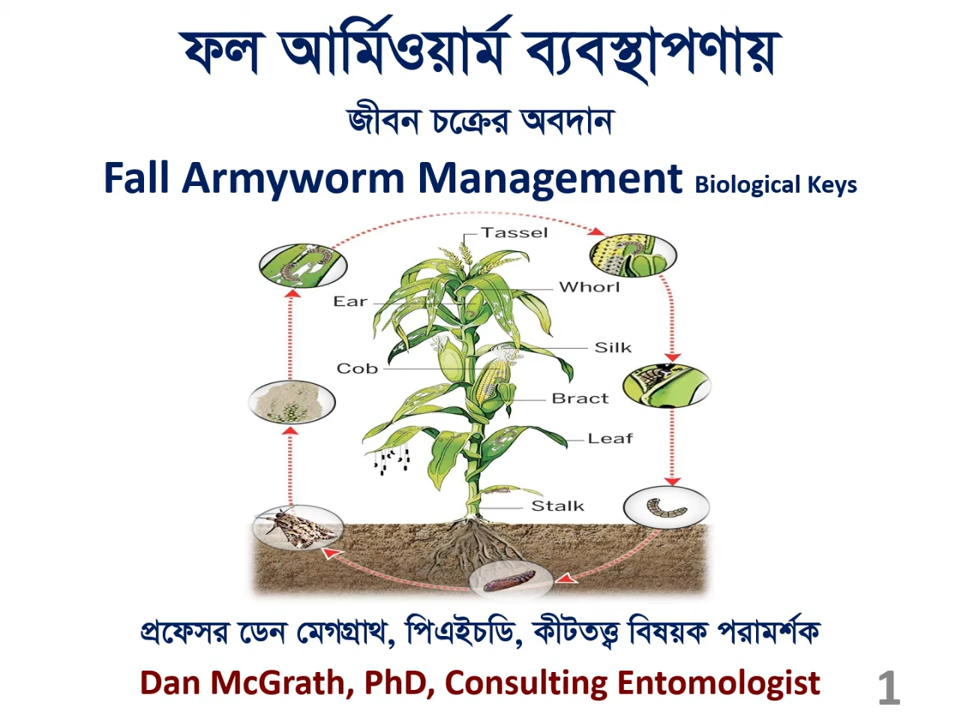 ফল আর্মিওয়ার্ম ব্যবস্থাপণায়
জীবন চক্রের অবদান
Fall Armyworm Management Biological Keys
Tassel
Whorl
Ear
Silk
Cob
Bract
Leaf
Stalk
প্রফেসর ডেন মেগগ্রাথ, পিএইচডি, কীটতত্ত্ব বিষয়ক পরামর্শক
Dan McGrath, PhD, Consulting Entomologist
1